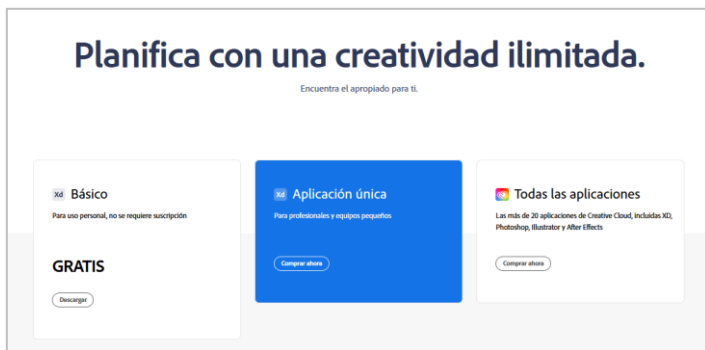 Planifica con una creatividad ilimitada.
Encuentra el apropiado para ti.
Xd Básico
Para uso personal, no se requiere suscripción
GRATIS
Descargar
Xd Aplicación única
Para profesionales y equipos pequeños
Comprar ahora
Todas las aplicaciones
Las más de 20 aplicaciones de Creative Cloud, incluidas XD,
Photoshop, Illustrator y After Effects
Comprar ahora